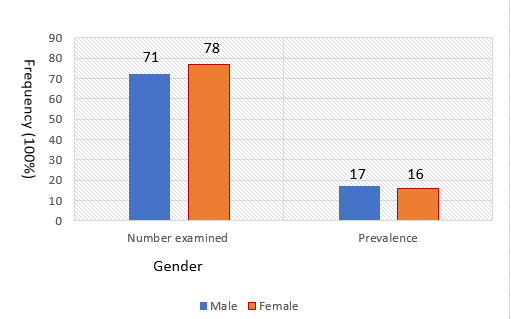 Frequency (100%)
90
80
70
60
50
40
30
20
10
0
71
78
17
16
Number examined
Prevalence
Gender
Male
Female